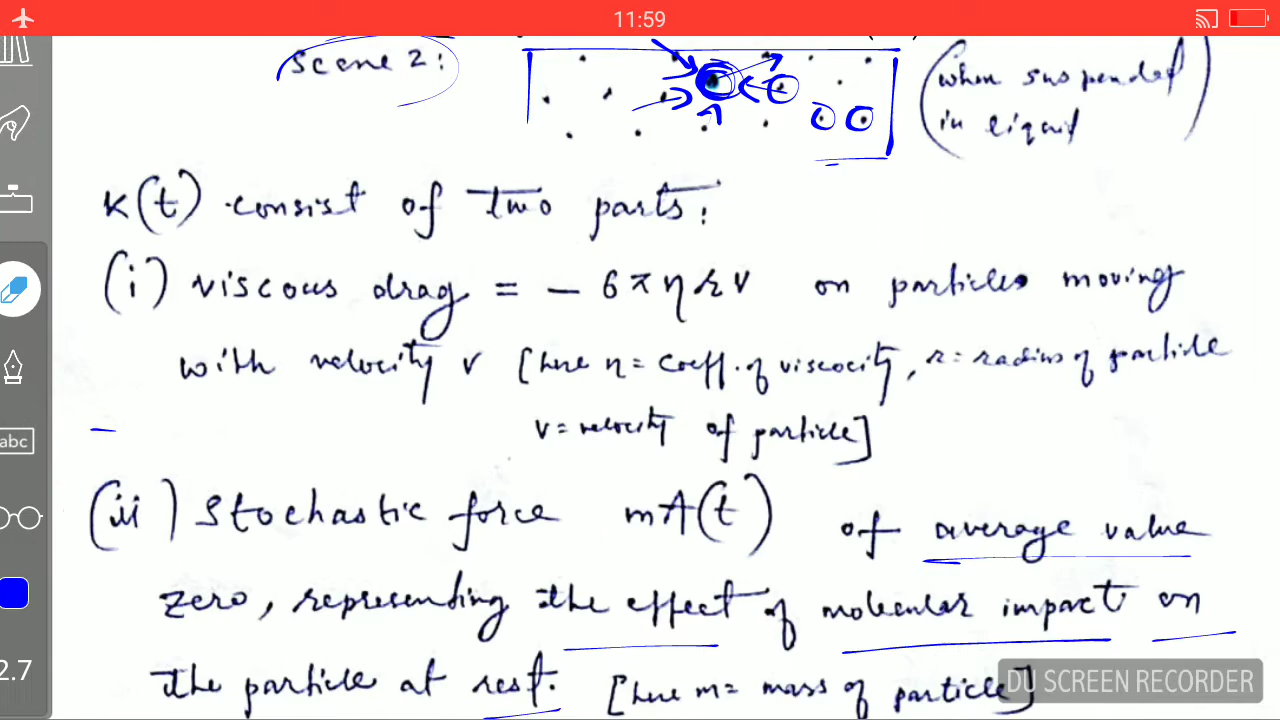 11:59
Scene 2:
(when suspended
in liquid)
K(t) consist of two parts:
(i) viscous drag = - 6πηrv on particles moving
with velocity v [here η = coeff. of viscocity, r = radius of particle
v = velocity of particle]
(ii) Stochastic force mA(t) of average value
zero, representing the effect of molecular impact on
the particle at rest. [here m = mass of particle]
abc
2.7
DU SCREEN RECORDER